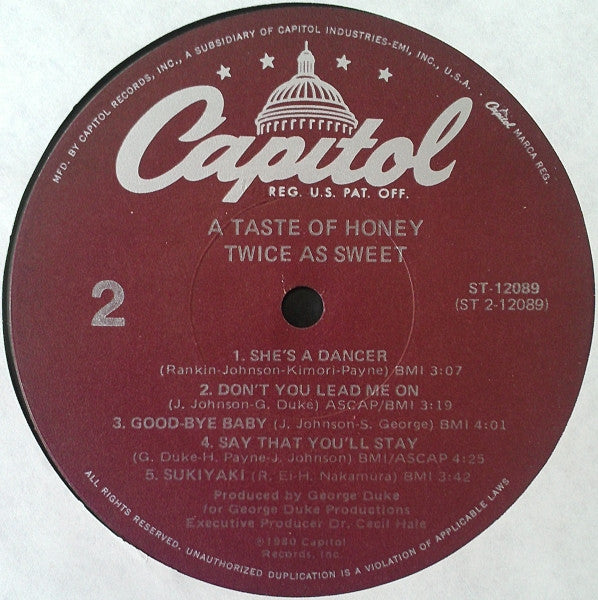 MFD. BY CAPITOL RECORDS, INC., A SUBSIDIARY OF CAPITOL INDUSTRIES-EMI, INC., U.S.A.
Capitol MARCA REG.
Capitol
REG. U.S. PAT. OFF.
A TASTE OF HONEY
TWICE AS SWEET
2
ST-12089
(ST 2-12089)
1. SHE'S A DANCER
(Rankin-Johnson-Kimori-Payne) BMI 3:07
2. DON'T YOU LEAD ME ON
(J. Johnson-G. Duke) ASCAP/BMI 3:19
3. GOOD-BYE BABY (J. Johnson-S. George) BMI 4:01
4. SAY THAT YOU'LL STAY
(G. Duke-H. Payne-J. Johnson) BMI/ASCAP 4:25
5. SUKIYAKI (R. Ei-H. Nakamura) BMI 3:42
Produced by George Duke
for George Duke Productions
Executive Producer Dr. Cecil Hale
℗1980 Capitol
Records, Inc.
ALL RIGHTS RESERVED. UNAUTHORIZED DUPLICATION IS A VIOLATION OF APPLICABLE LAWS